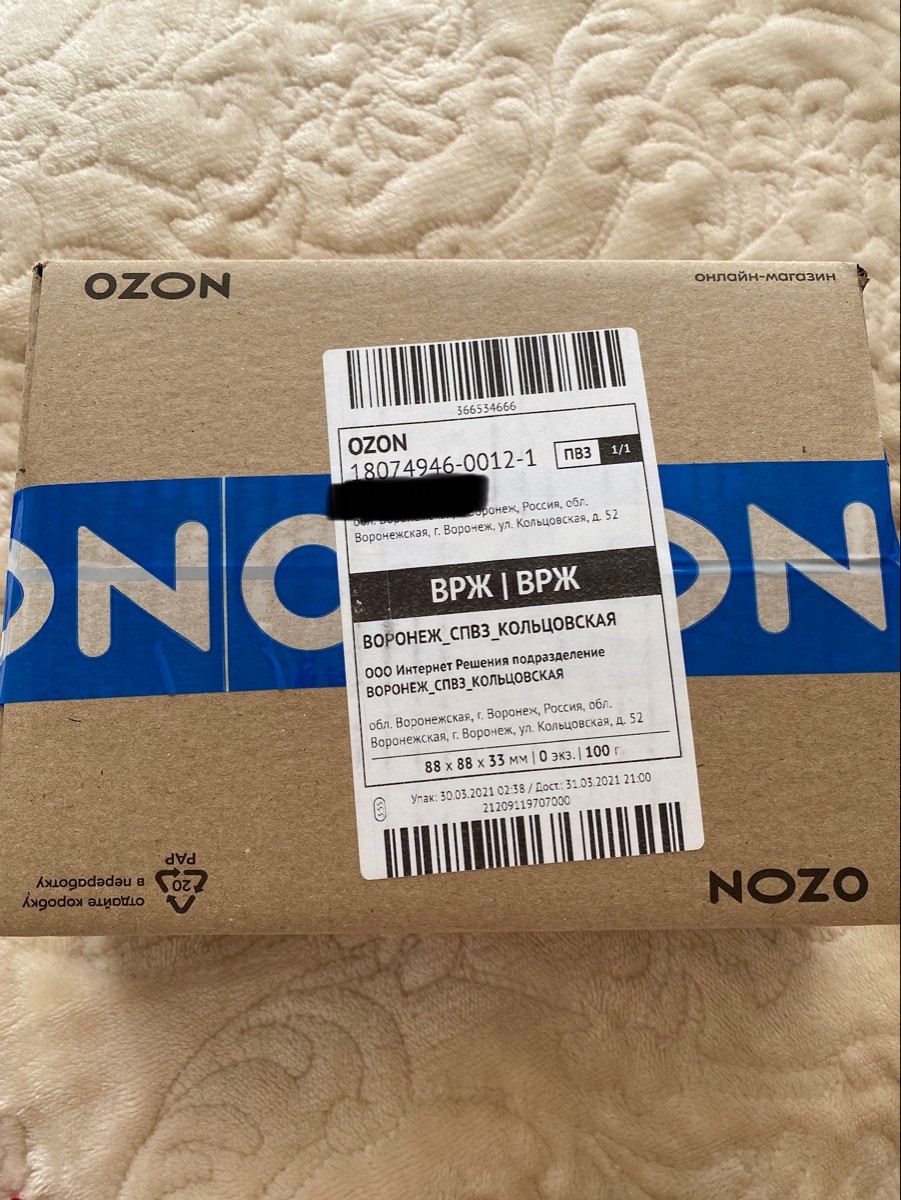 OZON
онлайн-магазин
366534666
OZON
18074946-0012-1
ПВЗ 1/1
Воронеж, Россия, обл.
Воронежская, г. Воронеж, ул. Кольцовская, д. 52
ВРЖ | ВРЖ
ВОРОНЕЖ_СПВЗ_КОЛЬЦОВСКАЯ
ООО Интернет Решения подразделение
ВОРОНЕЖ_СПВЗ_КОЛЬЦОВСКАЯ
обл. Воронежская, г. Воронеж, Россия, обл.
Воронежская, г. Воронеж, ул. Кольцовская, д. 52
88 x 88 x 33 мм | 0 экз. | 100 г
Упак: 30.03.2021 02:38 / Дост.: 31.03.2021 21:00
21209119707000
555
ON
O
ON
отдайте коробку
в переработку
20
PAP
OZON